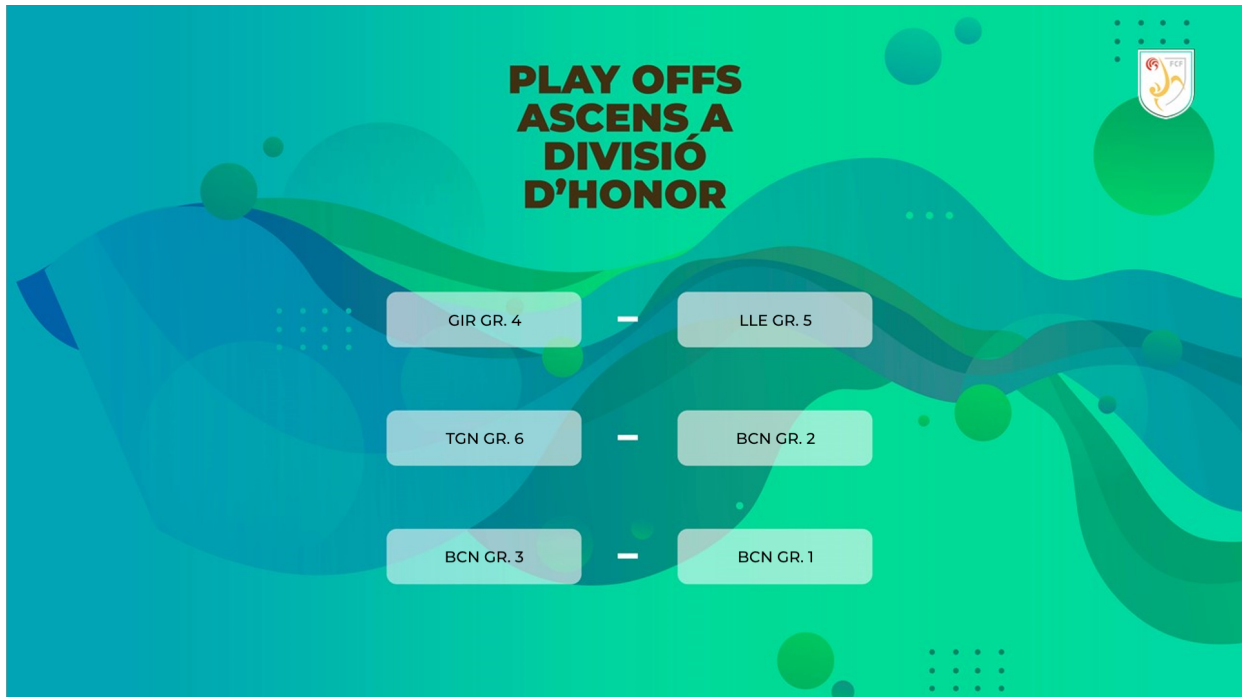 PLAY OFFS
ASCENS A
DIVISIÓ
D'HONOR
FCF
GIR GR. 4 - LLE GR. 5
TGN GR. 6 - BCN GR. 2
BCN GR. 3 - BCN GR. 1